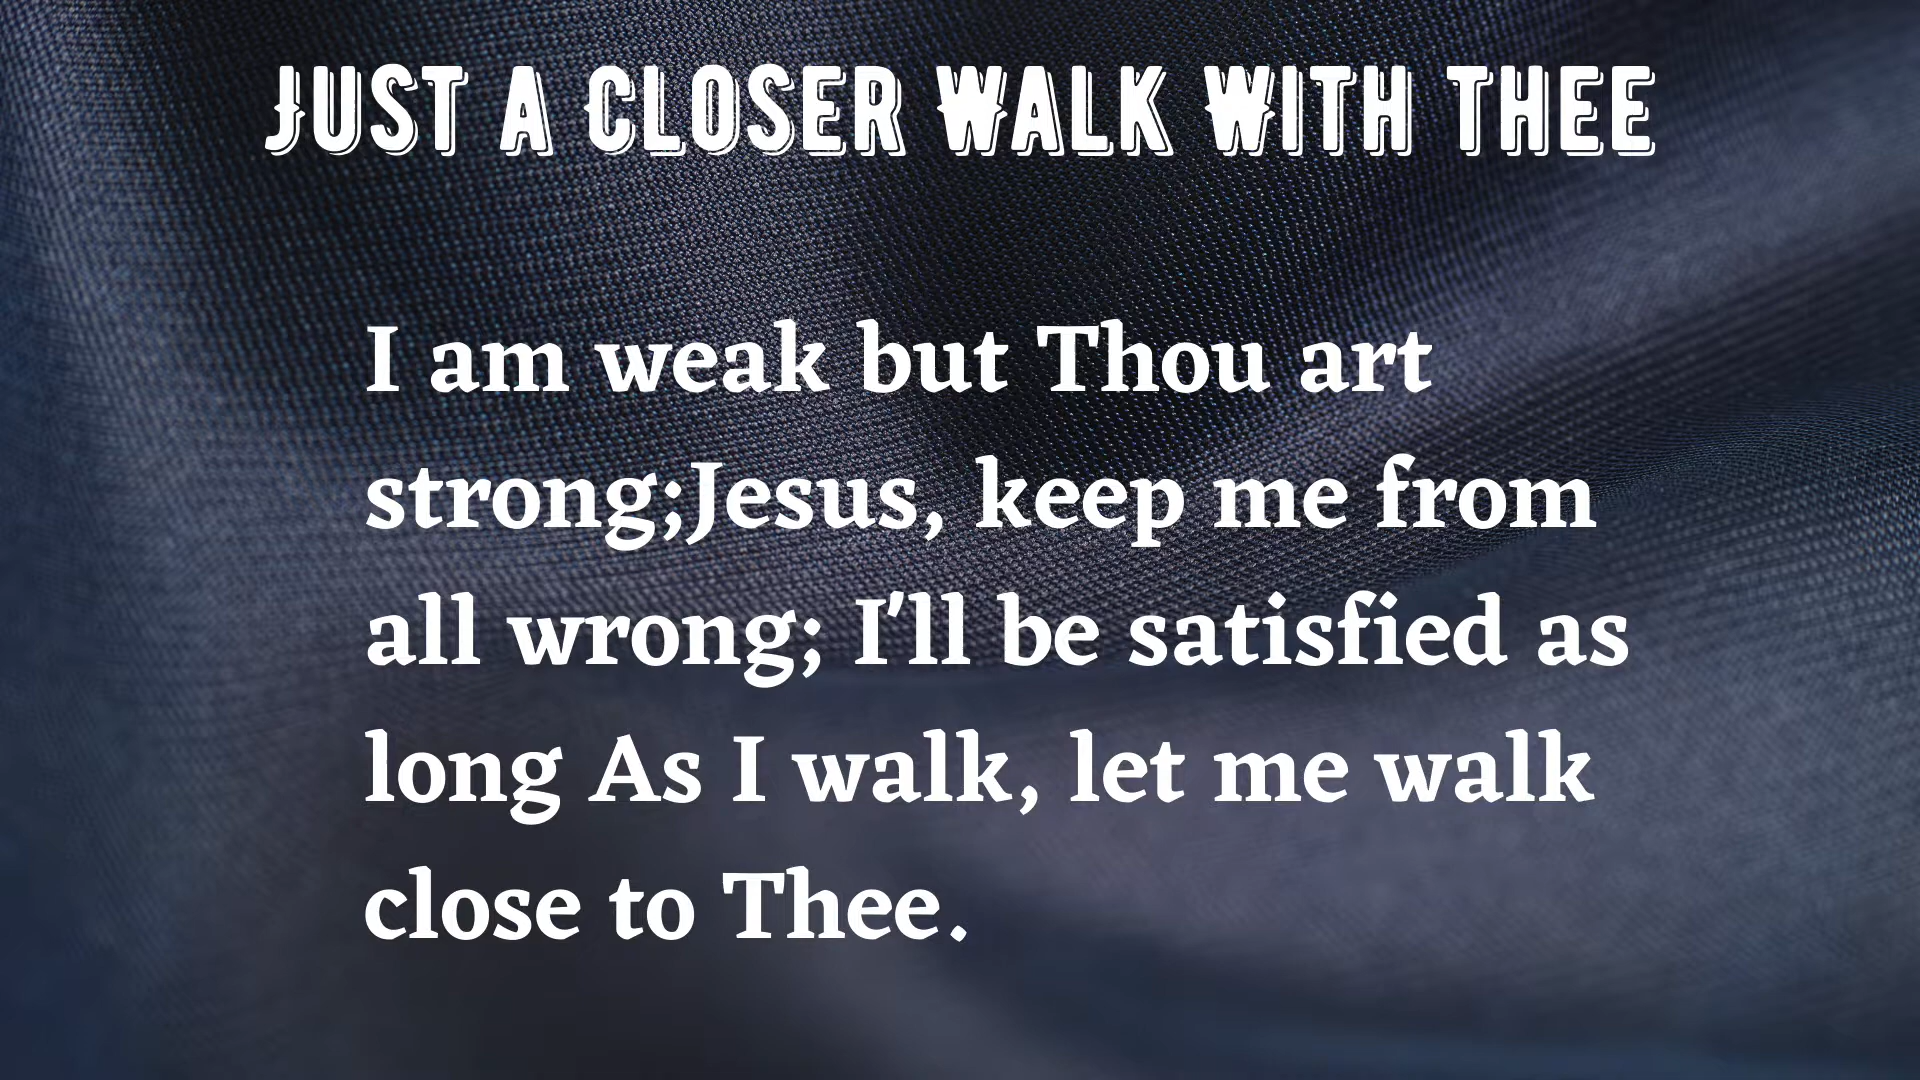 JUST A CLOSER WALK WITH THEE
I am weak but Thou art
strong;Jesus, keep me from
all wrong; I'll be satisfied as
long As I walk, let me walk
close to Thee.